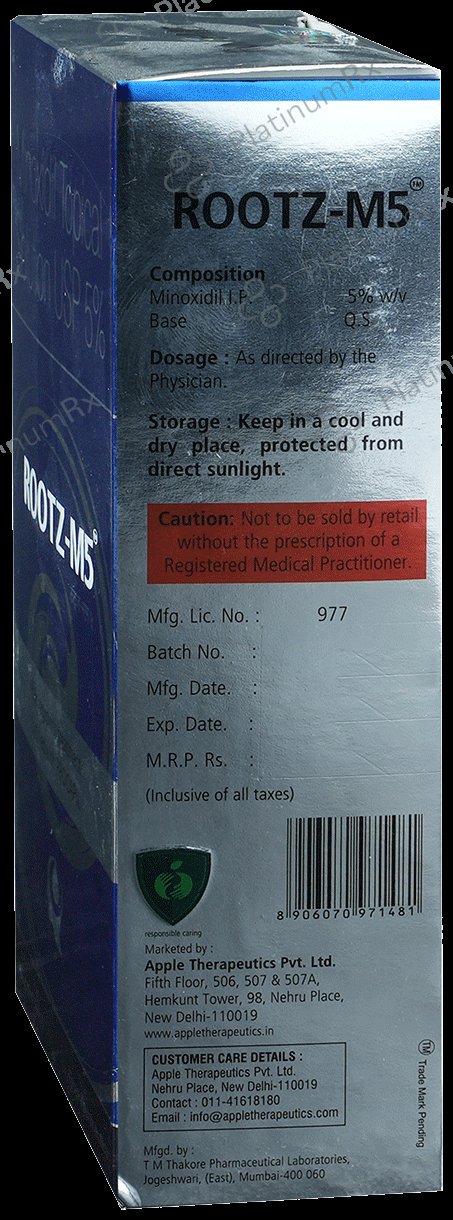 Minoxidil Topical
Solution USP 5%
ROOTZ-M5®
ROOTZ-M5™
Composition
Minoxidil I.P. 5% w/v
Base Q.S
Dosage : As directed by the
Physician.
Storage : Keep in a cool and
dry place, protected from
direct sunlight.
Caution: Not to be sold by retail
without the prescription of a
Registered Medical Practitioner.
Mfg. Lic. No. : 977
Batch No. :
Mfg. Date. :
Exp. Date. :
M.R.P. Rs. :
(Inclusive of all taxes)
8 906070 971481
responsible caring
Marketed by :
Apple Therapeutics Pvt. Ltd.
Fifth Floor, 506, 507 & 507A,
Hemkunt Tower, 98, Nehru Place,
New Delhi-110019
www.appletherapeutics.in
CUSTOMER CARE DETAILS :
Apple Therapeutics Pvt. Ltd.
Nehru Place, New Delhi-110019
Contact : 011-41618180
Email : info@appletherapeutics.com
TM Trade Mark Pending
Mfgd. by :
T M Thakore Pharmaceutical Laboratories,
Jogeshwari, (East), Mumbai-400 060
PlatinumRx
PlatinumRx
PlatinumRx
PlatinumRx